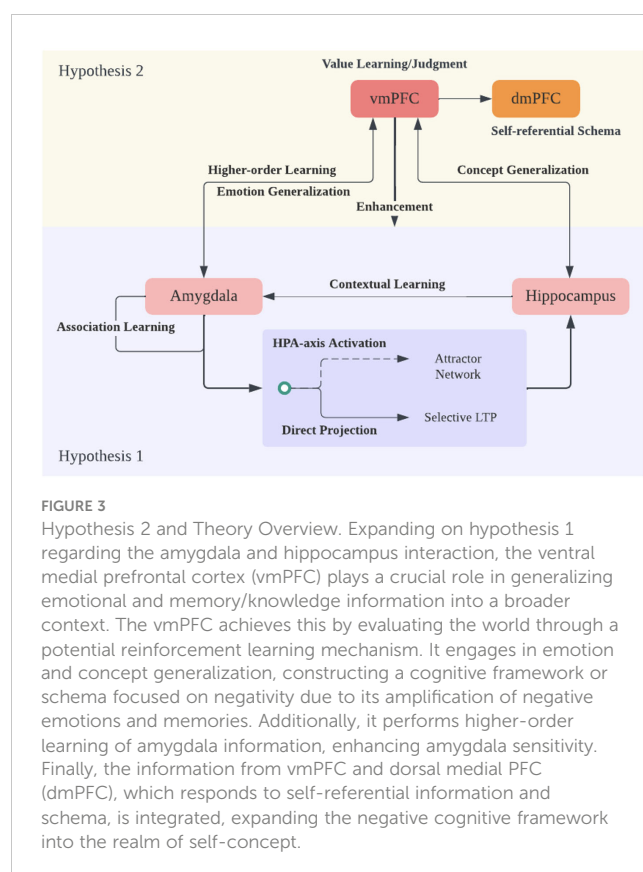 Hypothesis 2
Value Learning/Judgment
vmPFC
dmPFC
Self-referential Schema
Higher-order Learning
Emotion Generalization
Concept Generalization
Enhancement
Amygdala
Contextual Learning
Hippocampus
Association Learning
HPA-axis Activation
Attractor
Network
Selective LTP
Direct Projection
Hypothesis 1
FIGURE 3
Hypothesis 2 and Theory Overview. Expanding on hypothesis 1
regarding the amygdala and hippocampus interaction, the ventral
medial prefrontal cortex (vmPFC) plays a crucial role in generalizing
emotional and memory/knowledge information into a broader
context. The vmPFC achieves this by evaluating the world through a
potential reinforcement learning mechanism. It engages in emotion
and concept generalization, constructing a cognitive framework or
schema focused on negativity due to its amplification of negative
emotions and memories. Additionally, it performs higher-order
learning of amygdala information, enhancing amygdala sensitivity.
Finally, the information from vmPFC and dorsal medial PFC
(dmPFC), which responds to self-referential information and
schema, is integrated, expanding the negative cognitive framework
into the realm of self-concept.